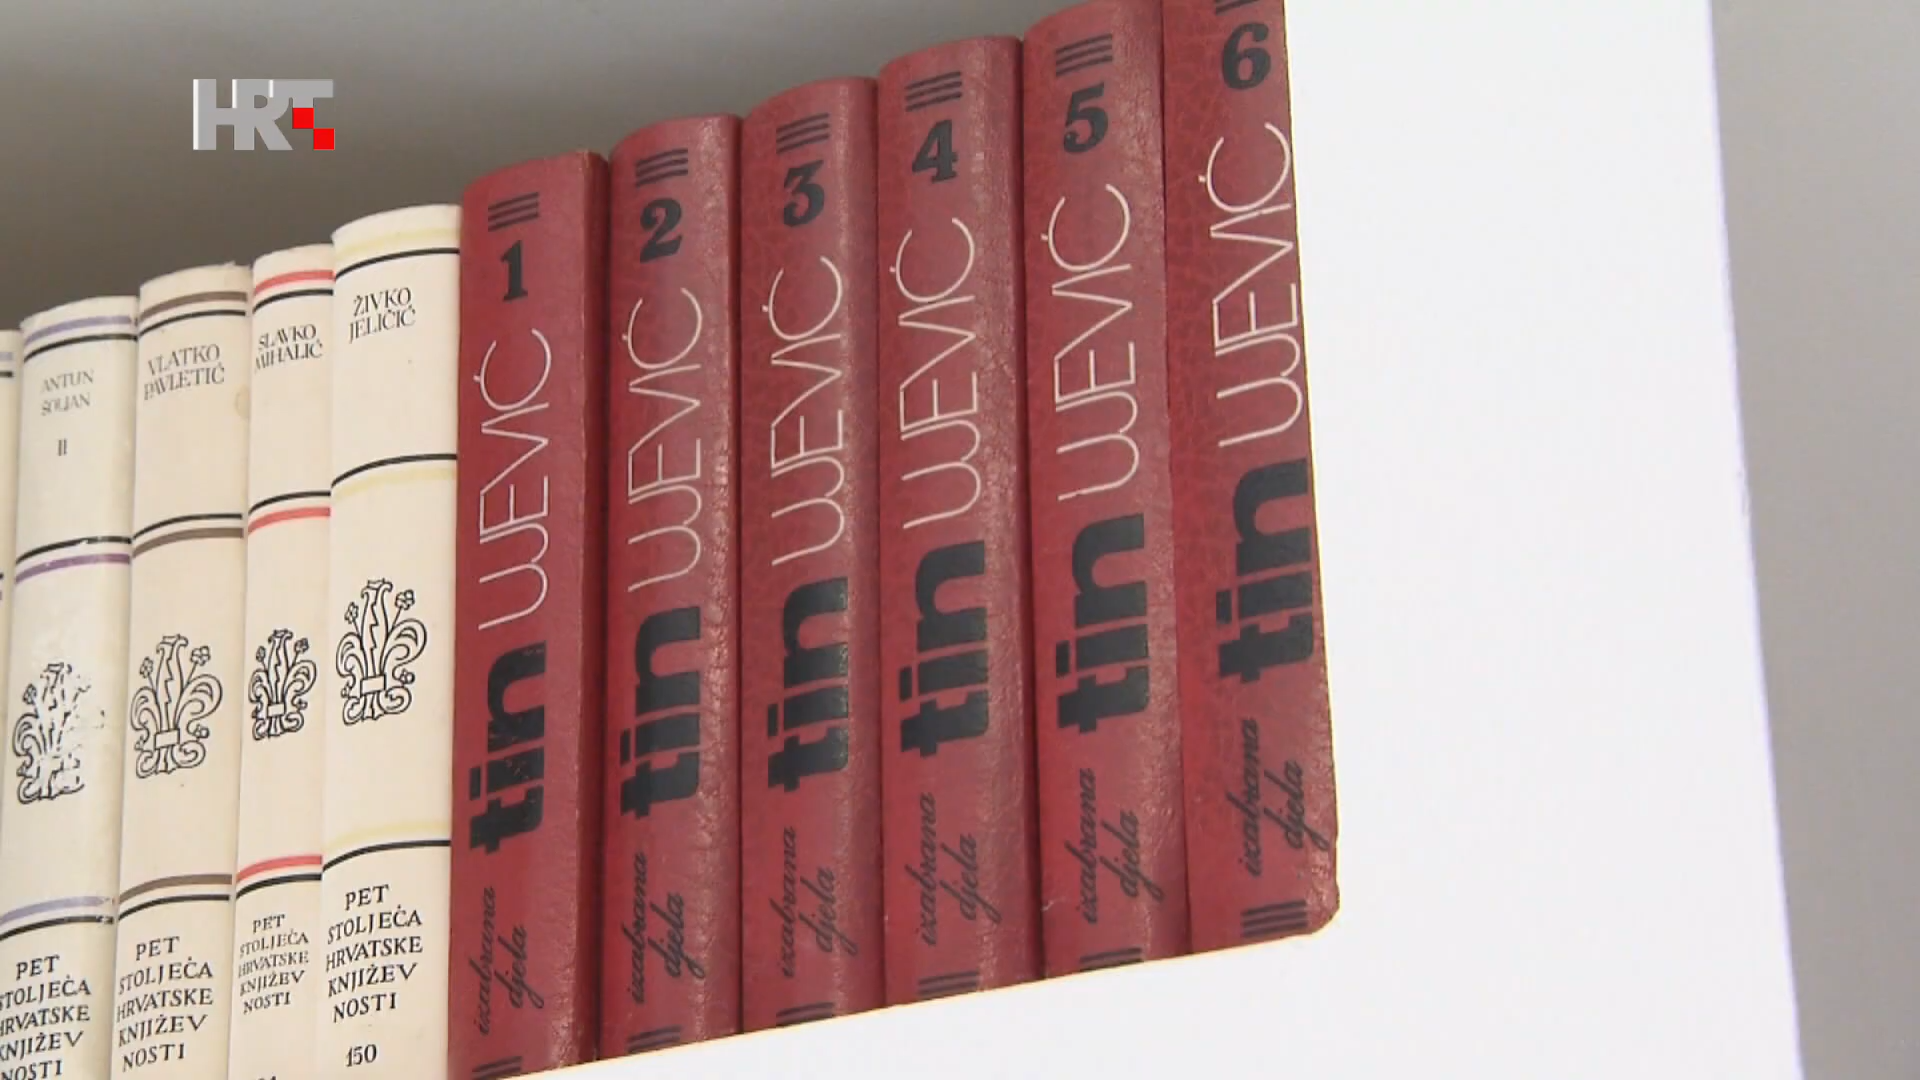 HRT
ANTUN
ŠOLJAN
II
PET
STOLJEĆA
HRVATSKE
KNJIŽEV
NOSTI
VLATKO
PAVLETIĆ
PET
STOLJEĆA
HRVATSKE
KNJIŽEV
NOSTI
SLAVKO
MIHALIĆ
PET
STOLJEĆA
HRVATSKE
KNJIŽEV
NOSTI
ŽIVKO
JELIČIĆ
PET
STOLJEĆA
HRVATSKE
KNJIŽEV
NOSTI
150
1
tin UJEVIĆ
izabrana
djela
2
tin UJEVIĆ
izabrana
djela
3
tin UJEVIĆ
izabrana
djela
4
tin UJEVIĆ
izabrana
djela
5
tin UJEVIĆ
izabrana
djela
6
tin UJEVIĆ
izabrana
djela